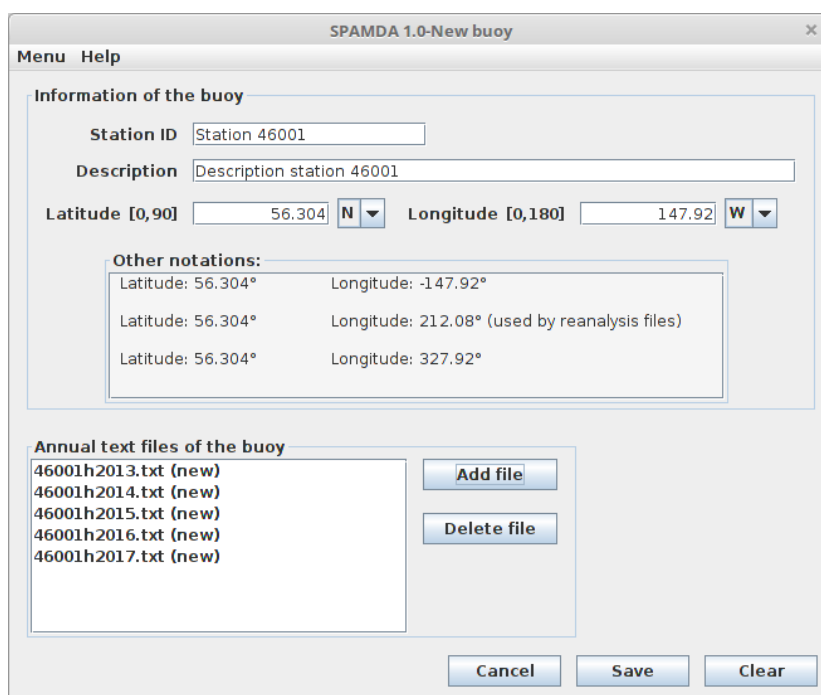 SPAMDA 1.0-New buoy
Menu Help
Information of the buoy
Station ID Station 46001
Description Description station 46001
Latitude [0,90] 56.304 N Longitude [0,180] 147.92 W
Other notations:
Latitude: 56.304° Longitude: -147.92°
Latitude: 56.304° Longitude: 212.08° (used by reanalysis files)
Latitude: 56.304° Longitude: 327.92°
Annual text files of the buoy
46001h2013.txt (new)
46001h2014.txt (new)
46001h2015.txt (new)
46001h2016.txt (new)
46001h2017.txt (new)
Add file
Delete file
Cancel Save Clear